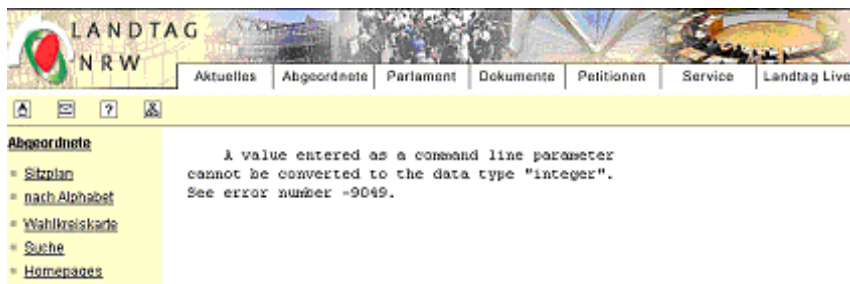 LANDTAG
NRW
Aktuelles Abgeordnete Parlament Dokumente Petitionen Service Landtag Live
?
Abgeordnete
Sitzplan
nach Alphabet
Wahlkreiskarte
Suche
Homepages
A value entered as a command line parameter
cannot be converted to the data type "integer".
See error number -9049.